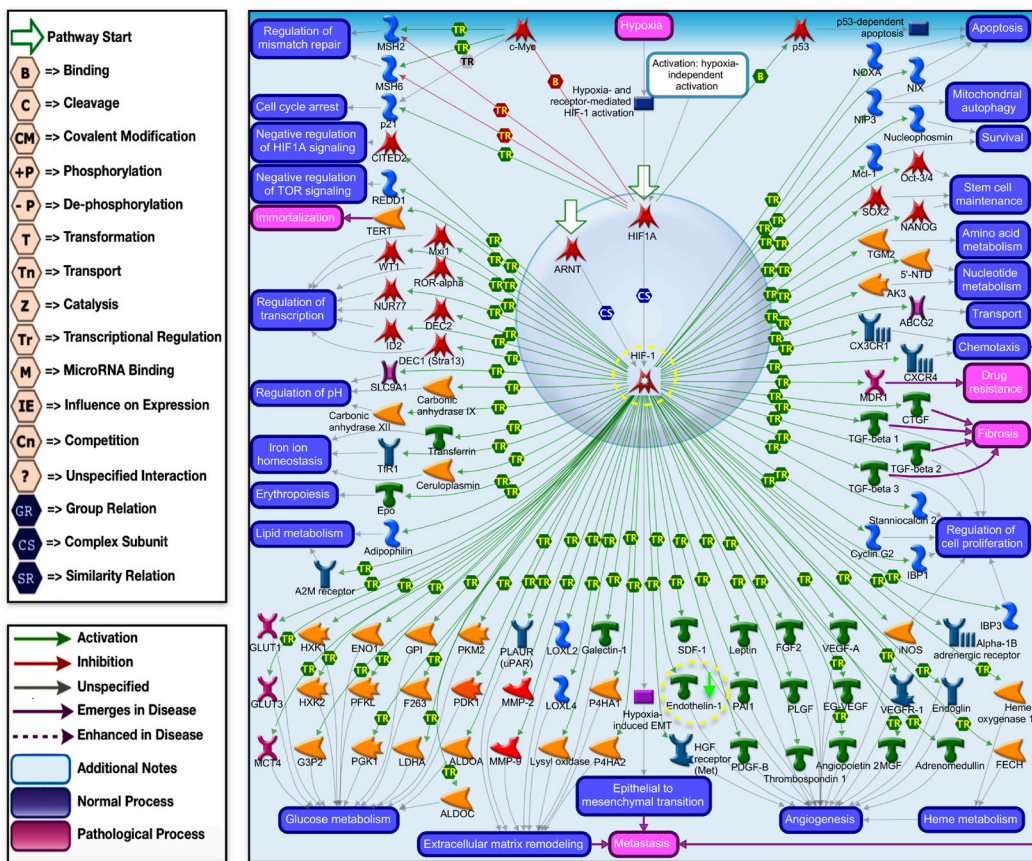 Pathway Start
B => Binding
C => Cleavage
CM => Covalent Modification
+P => Phosphorylation
- P => De-phosphorylation
T => Transformation
Tn => Transport
Z => Catalysis
Tr => Transcriptional Regulation
M => MicroRNA Binding
IE => Influence on Expression
Cn => Competition
? => Unspecified Interaction
GR => Group Relation
CS => Complex Subunit
SR => Similarity Relation
Activation
Inhibition
Unspecified
Emerges in Disease
Enhanced in Disease
Additional Notes
Normal Process
Pathological Process
Regulation of
mismatch repair
MSH2
TR
TR
TR
c-Myc
Hypoxia
p53
p53-dependent
apoptosis
Apoptosis
MSH6
B
B
Activation: hypoxia-
independent
activation
Hypoxia- and
receptor-mediated
HIF-1 activation
NOXA
NIX
Cell cycle arrest
p21
TR
TR
TR
NIP3
Mitochondrial
autophagy
Negative regulation
of HIF1A signaling
CITED2
Nucleophosmin
Survival
Negative regulation
of TOR signaling
REDD1
Mcl-1
Oct-3/4
Stem cell
maintenance
SOX2
NANOG
Immortalization
TERT
HIF1A
ARNT
Mxi1
WT1
ROR-alpha
TGM2
Amino acid
metabolism
5'-NTD
Nucleotide
metabolism
AK3
Regulation of
transcription
NUR77
DEC2
ID2
DEC1 (Stra13)
CS
CS
ABCG2
Transport
CX3CR1
Chemotaxis
CXCR4
HIF-1
SLC9A1
Regulation of pH
Carbonic
anhydrase IX
Carbonic
anhydrase XII
MDR1
Drug
resistance
CTGF
TGF-beta 1
Fibrosis
Iron ion
homeostasis
Transferrin
TfR1
Ceruloplasmin
TGF-beta 2
TGF-beta 3
Erythropoiesis
Epo
Stanniocalcin 2
Lipid metabolism
Adipophilin
Cyclin G2
Regulation of
cell proliferation
IBP1
A2M receptor
IBP3
GLUT1
HXK1
ENO1
GPI
PKM2
PLAUR
(uPAR)
LOXL2
Galectin-1
SDF-1
Leptin
FGF2
VEGF-A
iNOS
Alpha-1B
adrenergic receptor
GLUT3
HXK2
PFKL
F263
PDK1
MMP-2
LOXL4
P4HA1
Hypoxia-
induced EMT
Endothelin-1
PAI1
PLGF
EG-VEGF
VEGFR-1
Endoglin
Heme
oxygenase 1
MCT4
G3P2
PGK1
LDHA
ALDOA
MMP-9
Lysyl oxidase
P4HA2
HGF
receptor
(Met)
PDGF-B
Thrombospondin 1
Angiopoietin 2
MGF
Adrenomedullin
FECH
TR
ALDOC
Glucose metabolism
Epithelial to
mesenchymal transition
Angiogenesis
Heme metabolism
Extracellular matrix remodeling
Metastasis